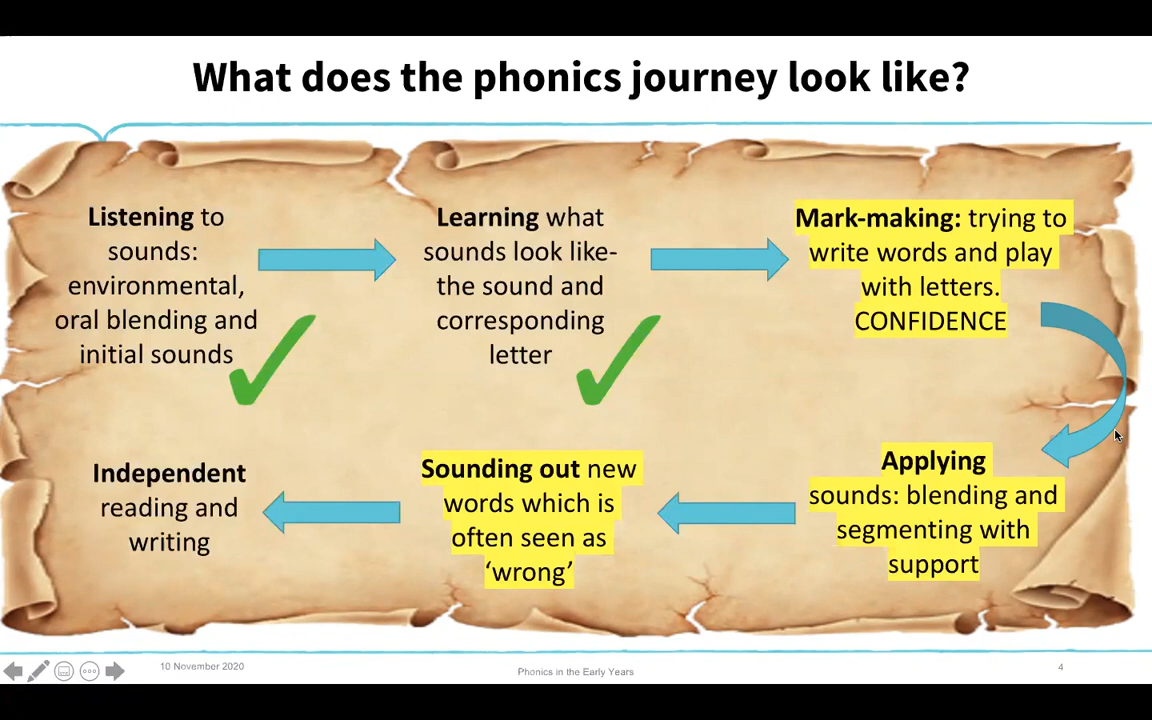 What does the phonics journey look like?
Listening to
sounds:
environmental,
oral blending and
initial sounds
Learning what
sounds look like-
the sound and
corresponding
letter
Mark-making: trying to
write words and play
with letters.
CONFIDENCE
Applying
sounds: blending and
segmenting with
support
Sounding out new
words which is
often seen as
‘wrong’
Independent
reading and
writing
10 November 2020
Phonics in the Early Years
4